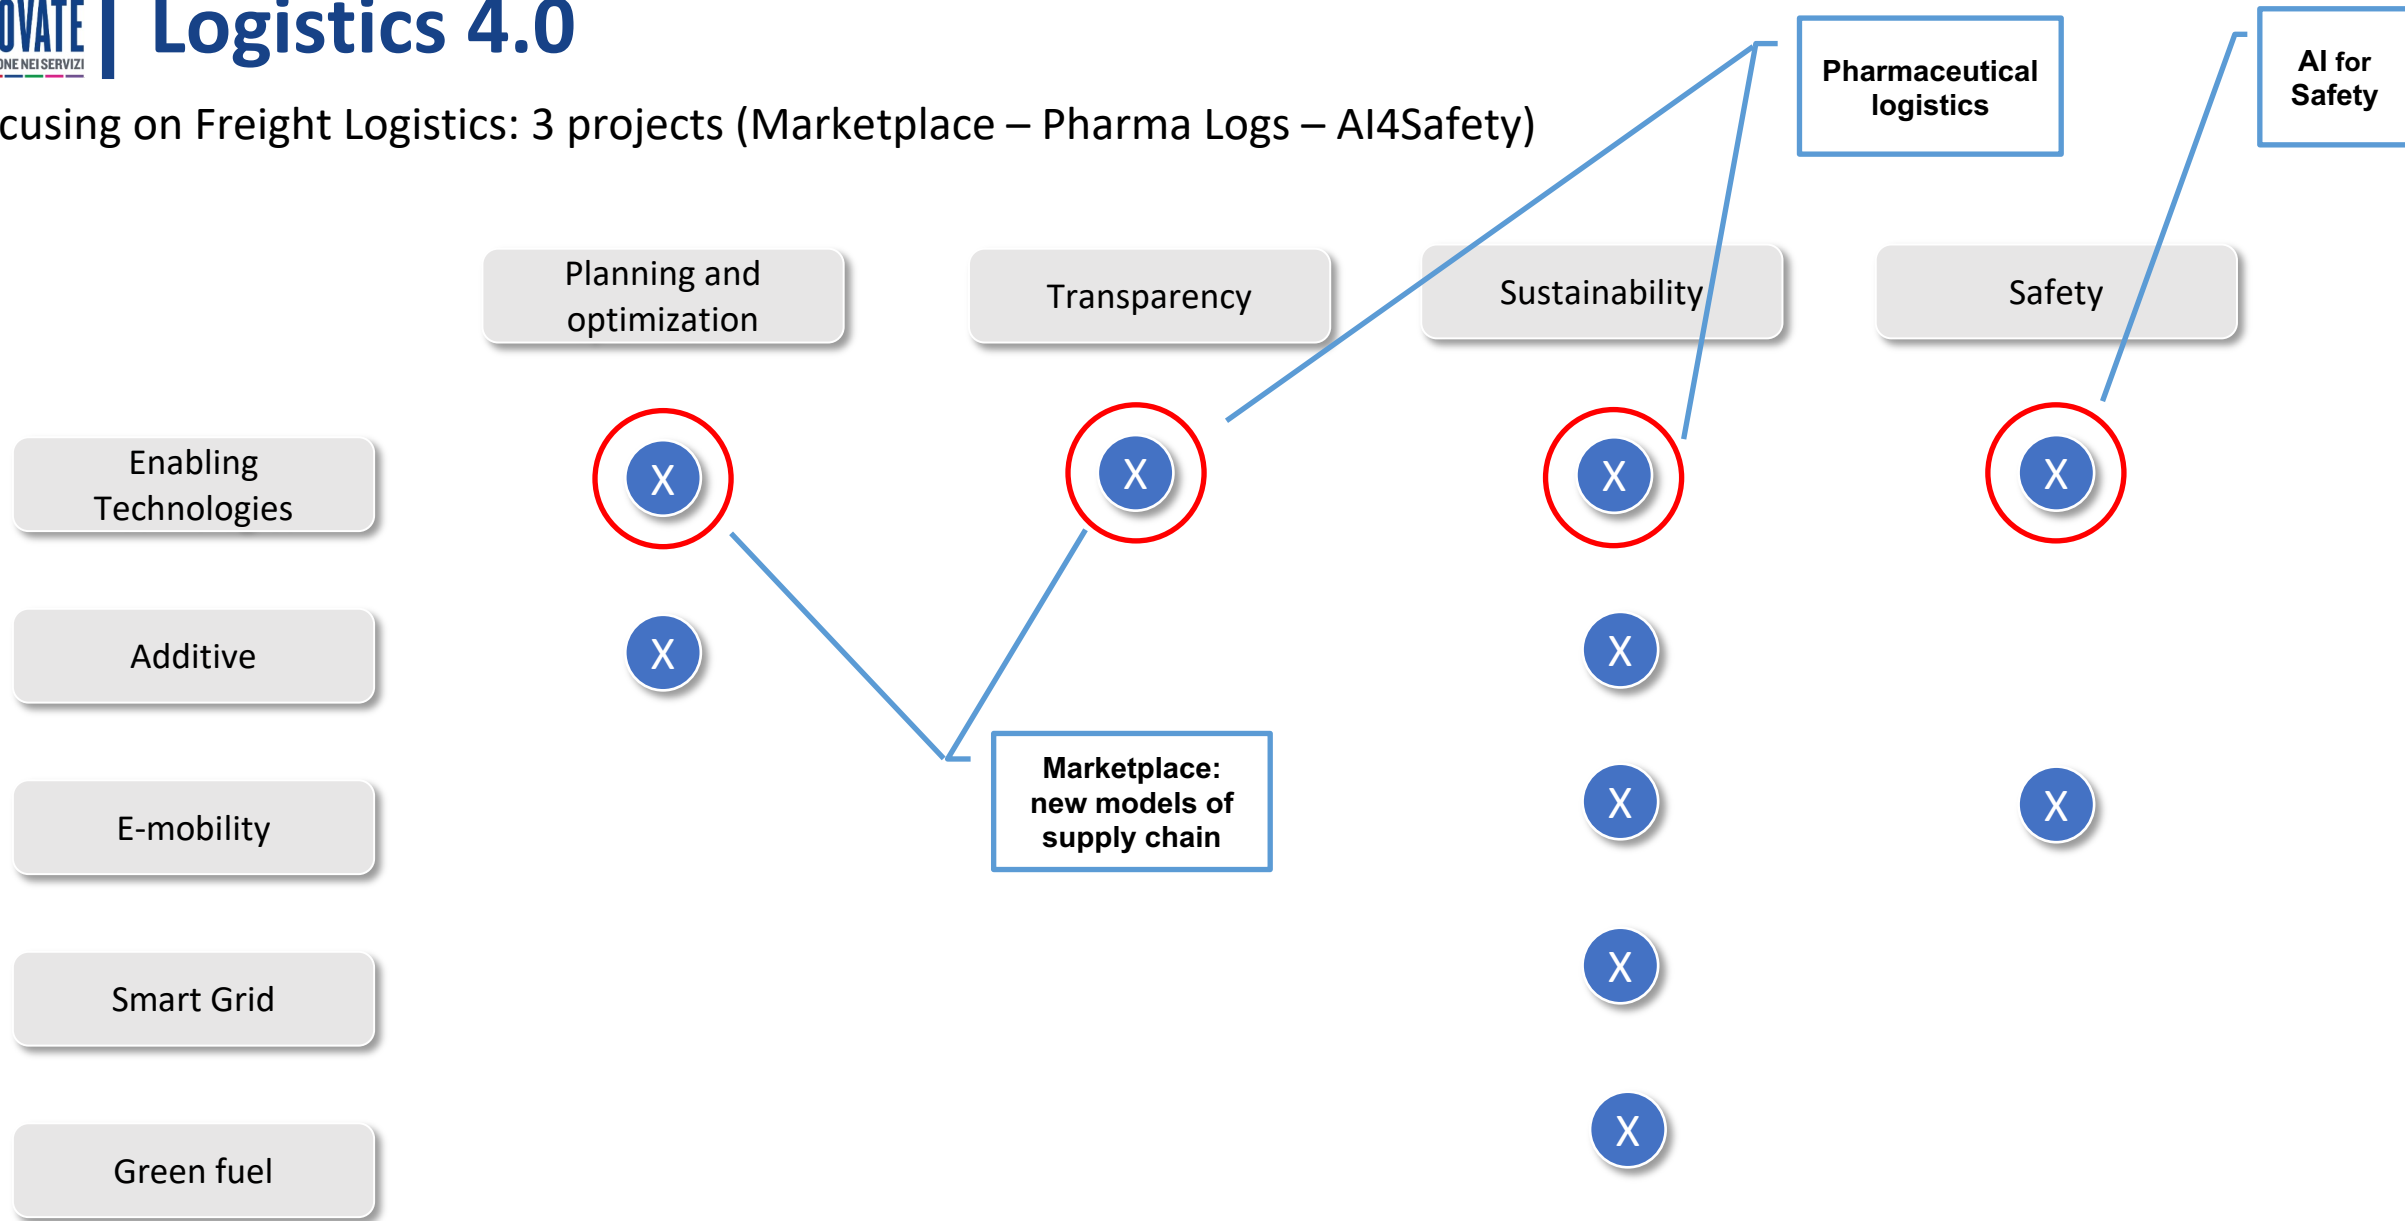 OVATE
ONE NEI SERVIZI
Logistics 4.0
cusing on Freight Logistics: 3 projects (Marketplace – Pharma Logs – AI4Safety)
Pharmaceutical
logistics
AI for
Safety
Planning and
optimization
Transparency
Sustainability
Safety
Enabling
Technologies
X
X
X
X
Additive
X
X
Marketplace:
new models of
supply chain
E-mobility
X
X
Smart Grid
X
Green fuel
X